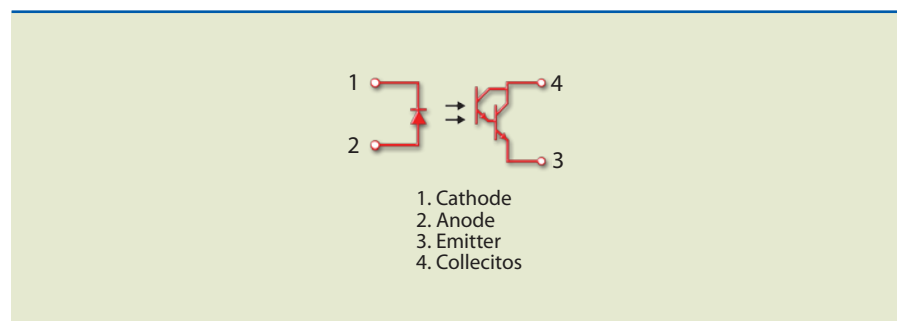 1
4
2
3
1. Cathode
2. Anode
3. Emitter
4. Collecitos